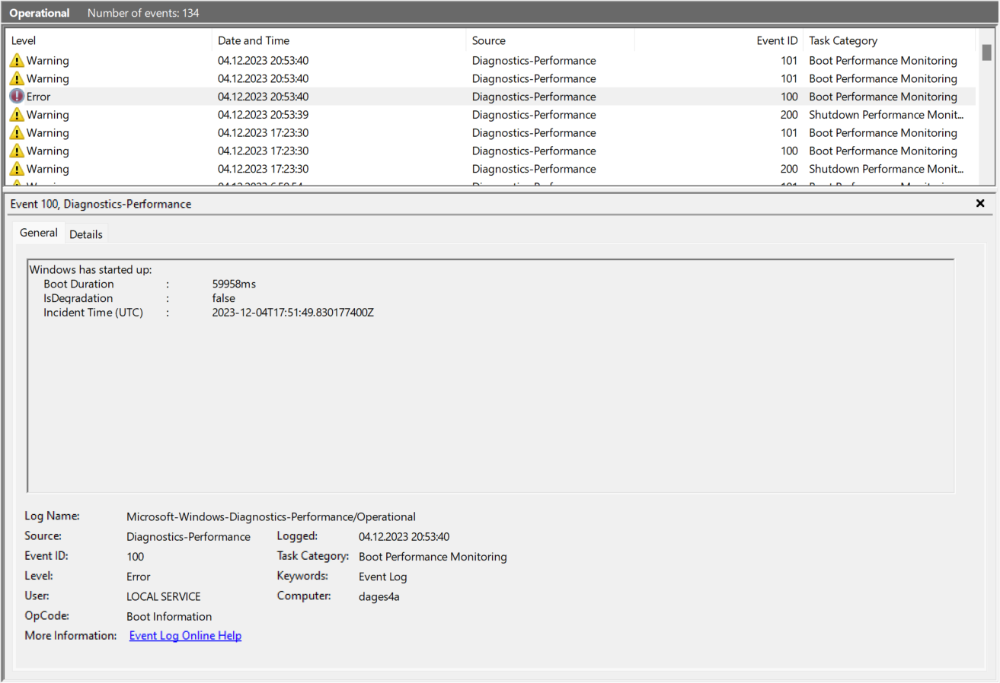 Operational Number of events: 134
Level Date and Time Source Event ID Task Category
Warning 04.12.2023 20:53:40 Diagnostics-Performance 101 Boot Performance Monitoring
Warning 04.12.2023 20:53:40 Diagnostics-Performance 101 Boot Performance Monitoring
Error 04.12.2023 20:53:40 Diagnostics-Performance 100 Boot Performance Monitoring
Warning 04.12.2023 20:53:39 Diagnostics-Performance 200 Shutdown Performance Monit...
Warning 04.12.2023 17:23:30 Diagnostics-Performance 101 Boot Performance Monitoring
Warning 04.12.2023 17:23:30 Diagnostics-Performance 100 Boot Performance Monitoring
Warning 04.12.2023 17:23:30 Diagnostics-Performance 200 Shutdown Performance Monit...
Event 100, Diagnostics-Performance
General Details
Windows has started up:
Boot Duration : 59958ms
IsDegradation : false
Incident Time (UTC) : 2023-12-04T17:51:49.830177400Z
Log Name: Microsoft-Windows-Diagnostics-Performance/Operational
Source: Diagnostics-Performance Logged: 04.12.2023 20:53:40
Event ID: 100 Task Category: Boot Performance Monitoring
Level: Error Keywords: Event Log
User: LOCAL SERVICE Computer: dages4a
OpCode: Boot Information
More Information: Event Log Online Help